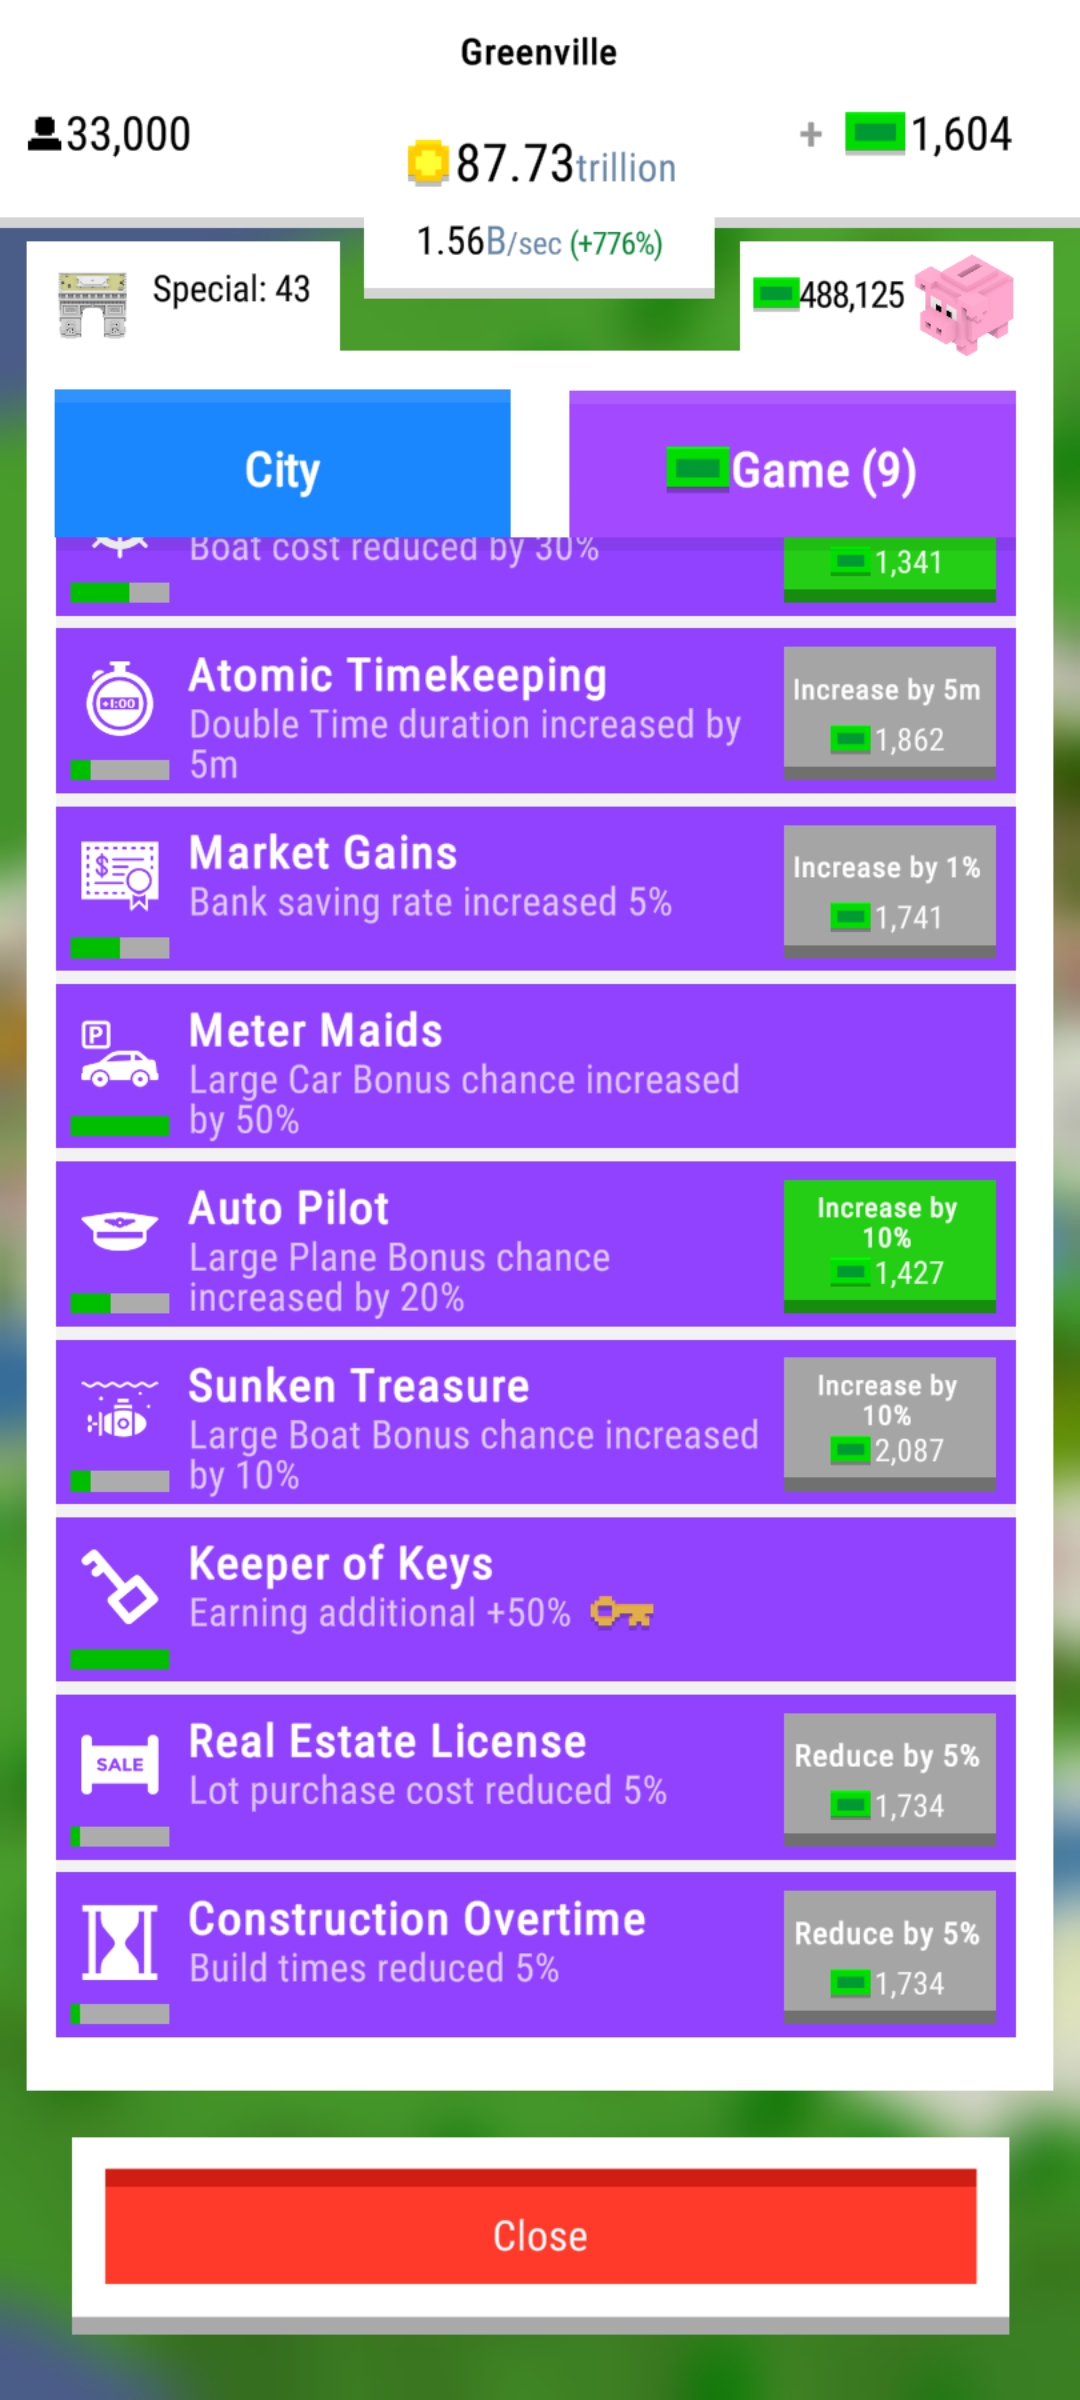 Greenville
33,000
87.73trillion
+ 1,604
1.56B/sec (+776%)
Special: 43
488,125
City
Game (9)
Boat cost reduced by 30%
1,341
Atomic Timekeeping
Double Time duration increased by
5m
Increase by 5m
1,862
Market Gains
Bank saving rate increased 5%
Increase by 1%
1,741
Meter Maids
Large Car Bonus chance increased
by 50%
Auto Pilot
Large Plane Bonus chance
increased by 20%
Increase by
10%
1,427
Sunken Treasure
Large Boat Bonus chance increased
by 10%
Increase by
10%
2,087
Keeper of Keys
Earning additional +50%
SALE
Real Estate License
Lot purchase cost reduced 5%
Reduce by 5%
1,734
Construction Overtime
Build times reduced 5%
Reduce by 5%
1,734
Close